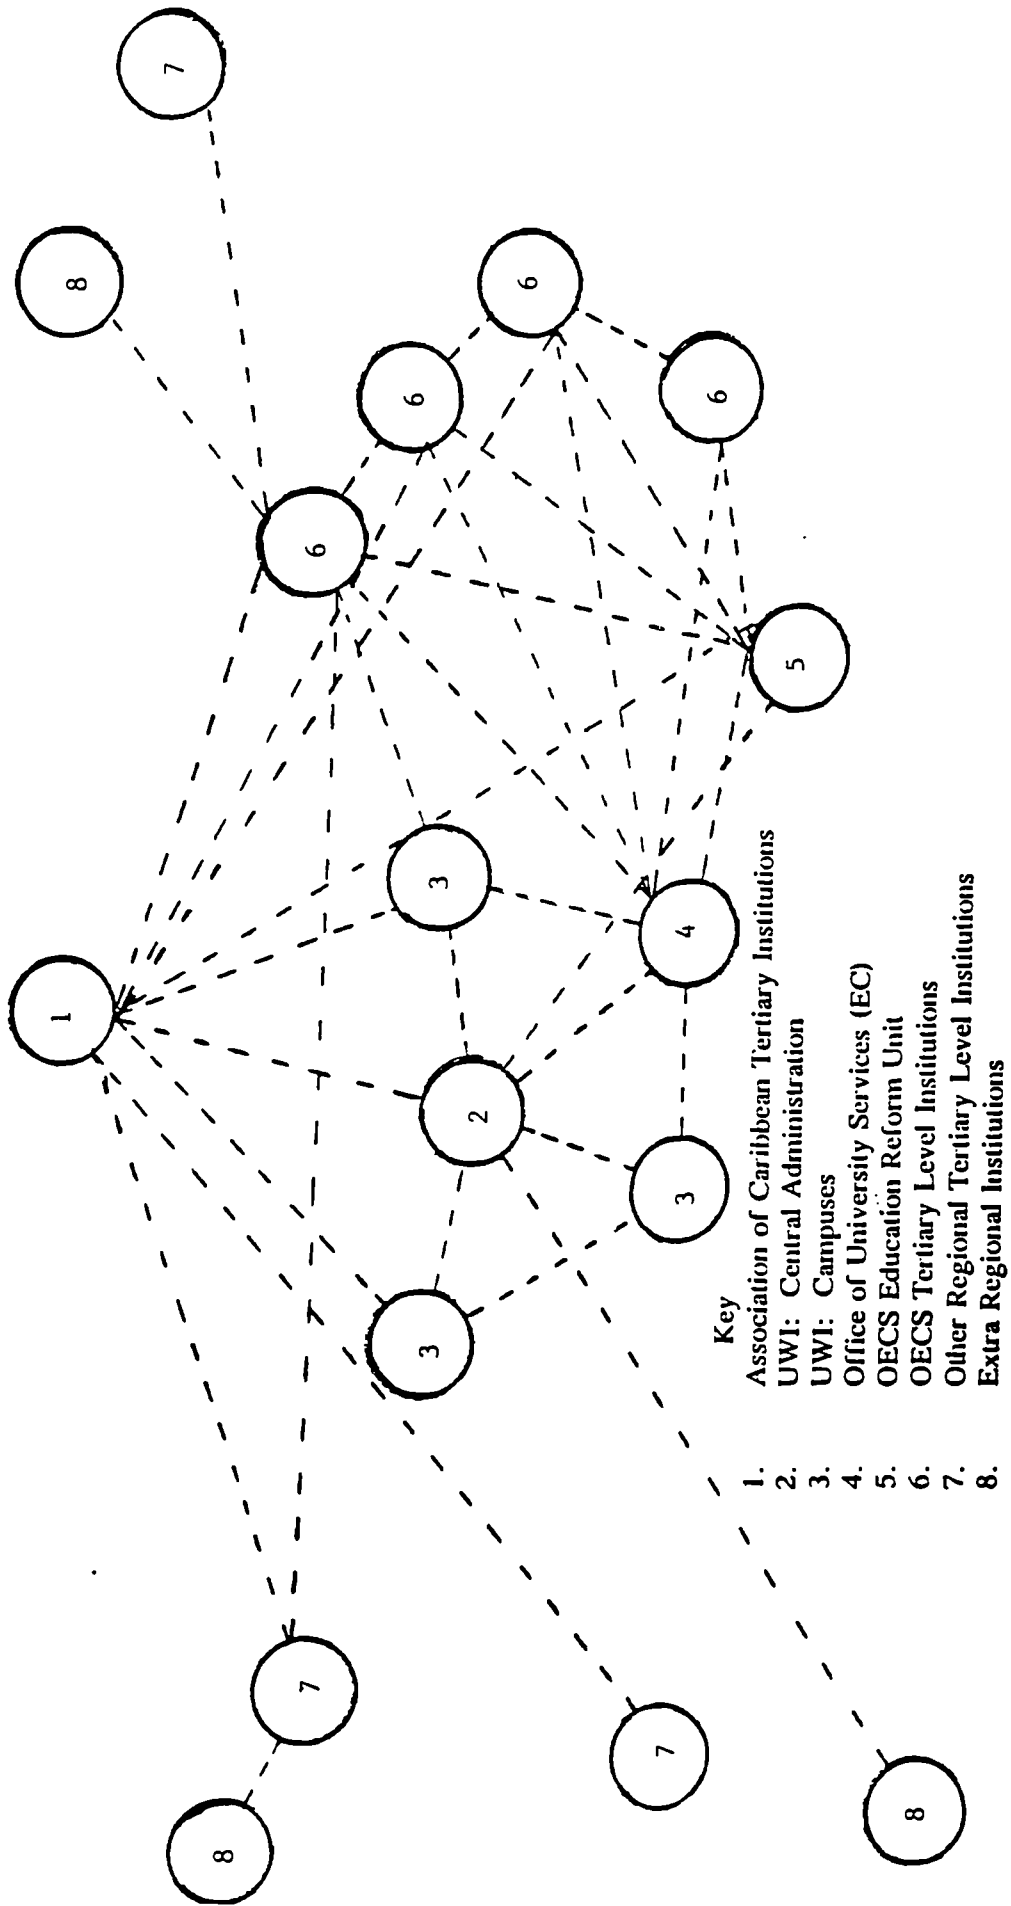 1
8
7
8
7
6
6
3
3
2
6
7
3
4
6
5
8
Key
1. Association of Caribbean Tertiary Institutions
2. UWI: Central Administration
3. UWI: Campuses
4. Office of University Services (EC)
5. OECS Education Reform Unit
6. OECS Tertiary Level Institutions
7. Other Regional Tertiary Level Institutions
8. Extra Regional Institutions